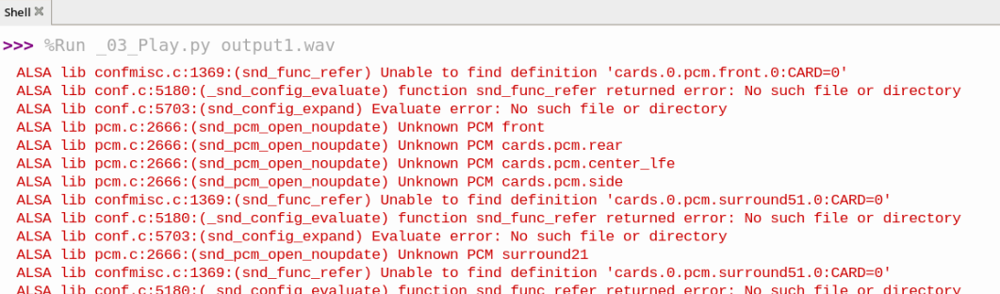 Shell
>>> %Run _03_Play.py output1.wav
ALSA lib confmisc.c:1369:(snd_func_refer) Unable to find definition 'cards.0.pcm.front.0:CARD=0'
ALSA lib conf.c:5180:(_snd_config_evaluate) function snd_func_refer returned error: No such file or directory
ALSA lib conf.c:5703:(snd_config_expand) Evaluate error: No such file or directory
ALSA lib pcm.c:2666:(snd_pcm_open_noupdate) Unknown PCM front
ALSA lib pcm.c:2666:(snd_pcm_open_noupdate) Unknown PCM cards.pcm.rear
ALSA lib pcm.c:2666:(snd_pcm_open_noupdate) Unknown PCM cards.pcm.center_lfe
ALSA lib pcm.c:2666:(snd_pcm_open_noupdate) Unknown PCM cards.pcm.side
ALSA lib confmisc.c:1369:(snd_func_refer) Unable to find definition 'cards.0.pcm.surround51.0:CARD=0'
ALSA lib conf.c:5180:(_snd_config_evaluate) function snd_func_refer returned error: No such file or directory
ALSA lib conf.c:5703:(snd_config_expand) Evaluate error: No such file or directory
ALSA lib pcm.c:2666:(snd_pcm_open_noupdate) Unknown PCM surround21
ALSA lib confmisc.c:1369:(snd_func_refer) Unable to find definition 'cards.0.pcm.surround51.0:CARD=0'
ALSA lib conf.c:5180:(_snd_config_evaluate) function snd_func_refer returned error: No such file or directory